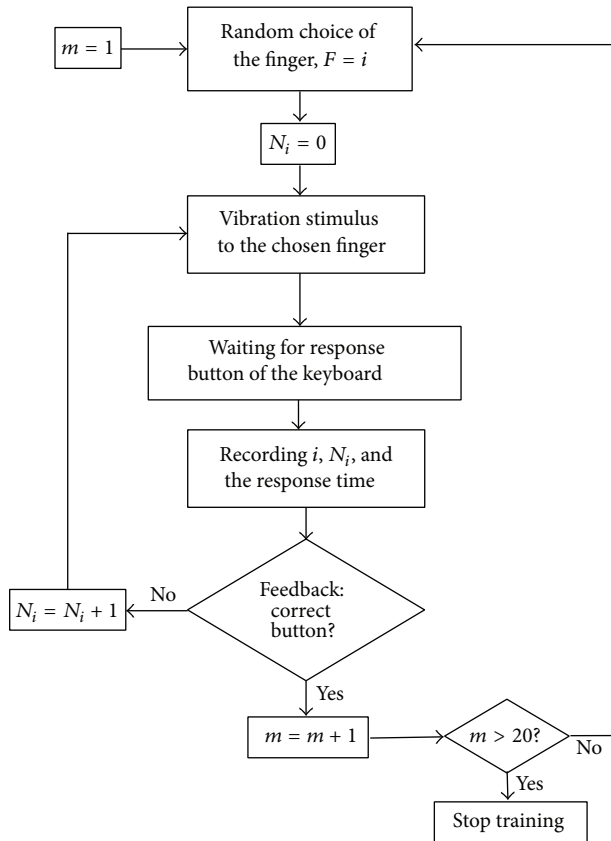 m = 1
Random choice of
the finger, F = i
N_i = 0
Vibration stimulus
to the chosen finger
Waiting for response
button of the keyboard
Recording i, N_i, and
the response time
Feedback:
correct
button?
No
N_i = N_i + 1
Yes
m = m + 1
m > 20?
No
Yes
Stop training